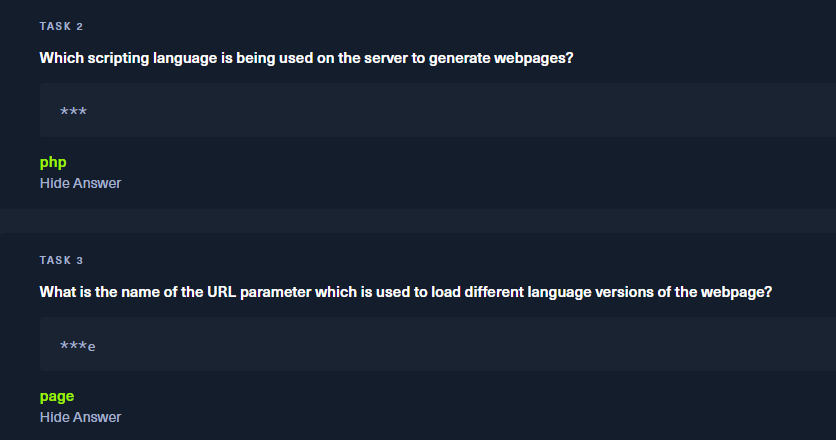 TASK 2
Which scripting language is being used on the server to generate webpages?
***
php
Hide Answer
TASK 3
What is the name of the URL parameter which is used to load different language versions of the webpage?
***e
page
Hide Answer